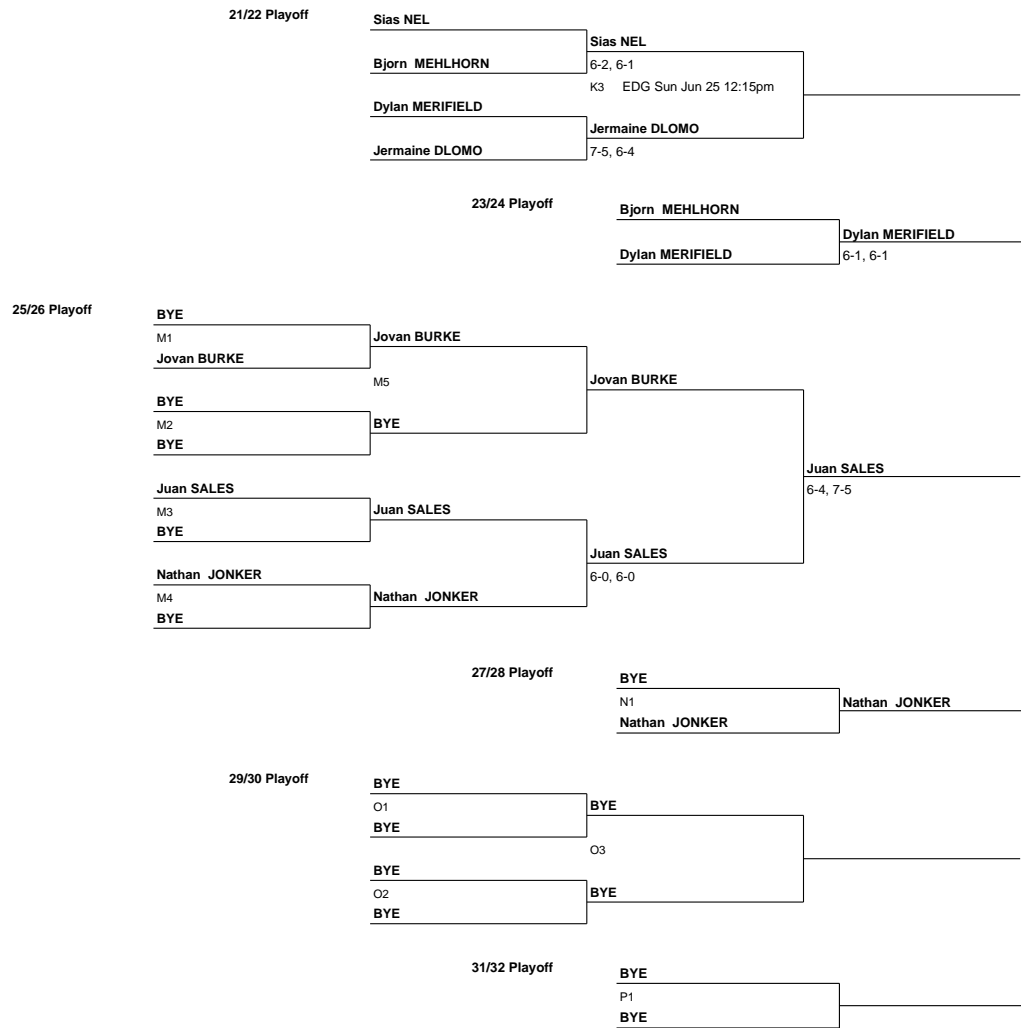 21/22 Playoff
Sias NEL
Sias NEL
Bjorn MEHLHORN
6-2, 6-1
K3 EDG Sun Jun 25 12:15pm
Dylan MERIFIELD
Jermaine DLOMO
Jermaine DLOMO
7-5, 6-4
23/24 Playoff
Bjorn MEHLHORN
Dylan MERIFIELD
Dylan MERIFIELD
6-1, 6-1
25/26 Playoff
BYE
M1
Jovan BURKE
Jovan BURKE
M5
Jovan BURKE
BYE
M2
BYE
BYE
Juan SALES
6-4, 7-5
Juan SALES
M3
Juan SALES
BYE
Juan SALES
6-0, 6-0
Nathan JONKER
M4
Nathan JONKER
BYE
27/28 Playoff
BYE
N1
Nathan JONKER
Nathan JONKER
29/30 Playoff
BYE
O1
BYE
BYE
O3
BYE
O2
BYE
BYE
31/32 Playoff
BYE
P1
BYE